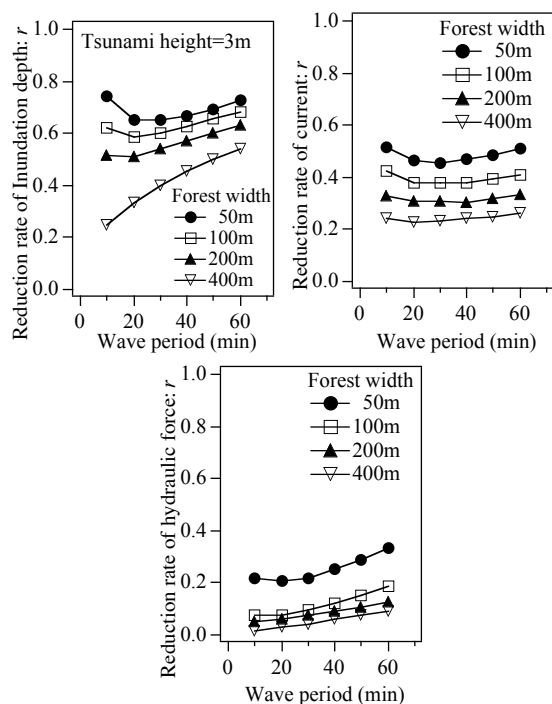 Reduction rate of Inundation depth: r
Tsunami height=3m
1.0
0.8
0.6
0.4
0.2
0.0
Forest width
50m
100m
200m
400m
0 20 40 60
Wave period (min)
Reduction rate of current: r
1.0
0.8
0.6
0.4
0.2
0.0
Forest width
50m
100m
200m
400m
0 20 40 60
Wave period (min)
Reduction rate of hydraulic force: r
1.0
0.8
0.6
0.4
0.2
0.0
Forest width
50m
100m
200m
400m
0 20 40 60
Wave period (min)